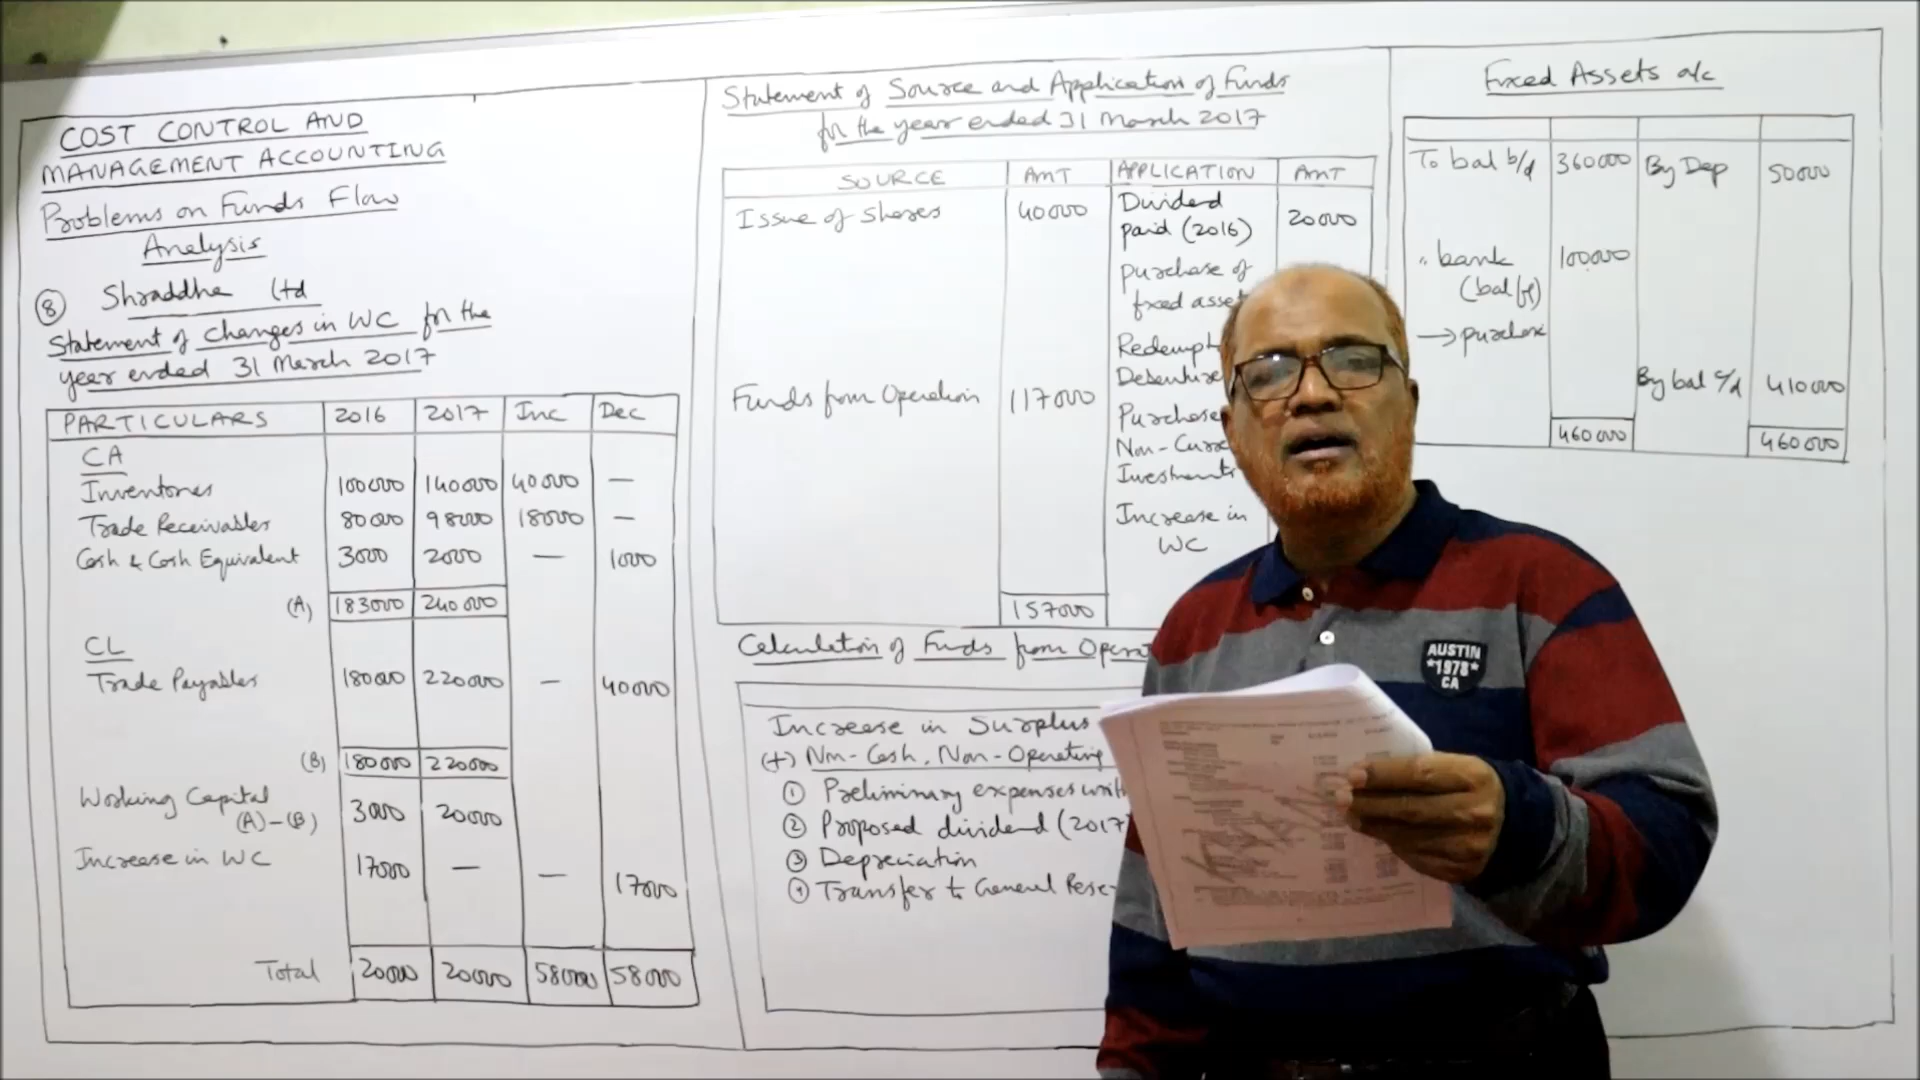 COST CONTROL AND
MANAGEMENT ACCOUNTING
Problems on Funds Flow
Analysis
8 Shraddha Ltd
Statement of changes in WC for the
year ended 31 March 2017
PARTICULARS 2016 2017 Inc Dec
CA
Inventories 100000 140000 40000 —
Trade Receivables 80000 98000 18000 —
Cash & Cash Equivalent 3000 2000 — 1000
(A) 183000 240000
CL
Trade Payables 180000 220000 — 40000
(B) 180000 220000
Working Capital
(A)-(B) 3000 20000
Increase in WC 17000 — — 17000
Total 20000 20000 58000 58000
Statement of Source and Application of Funds
for the year ended 31 March 2017
SOURCE AMT APPLICATION AMT
Issue of Shares 40000 Dividend
paid (2016) 20000
purchase of
fixed asset
Redempt
Debenture
Funds from Operation 117000 Purchase
Non-Curre
Investments
Increase in
WC
157000
Calculation of Funds from Operat
Increase in Surplus
(+) Non-Cash, Non-Operating
1 Preliminary expenses writt
2 Proposed dividend (2017)
3 Depreciation
4 Transfer to General Rese
Fixed Assets a/c
To bal b/d 360000 By Dep 50000
" bank 100000
(bal f)
→ purchase
By bal c/d 410000
460000 460000
AUSTIN
*1978*
CA